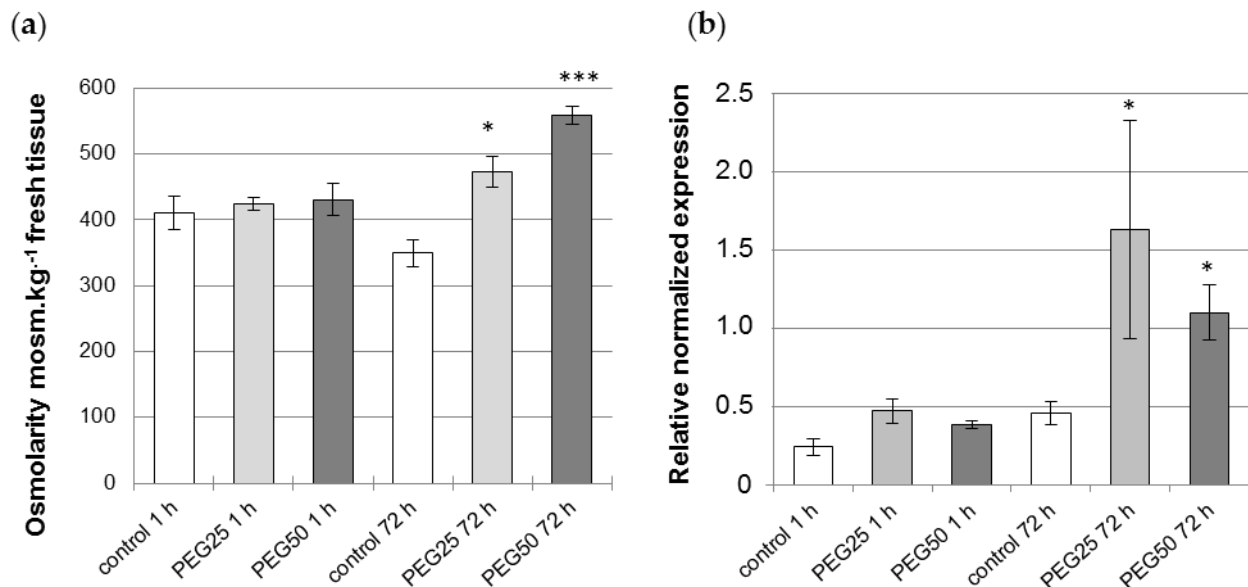 (a)
Osmolarity mosm.kg.⁻¹ fresh tissue
600
500
400
300
200
100
0
*
***
control 1 h
PEG25 1 h
PEG50 1 h
control 72 h
PEG25 72 h
PEG50 72 h
(b)
Relative normalized expression
2.5
2.0
1.5
1.0
0.5
0
*
*
control 1 h
PEG25 1 h
PEG50 1 h
control 72 h
PEG25 72 h
PEG50 72 h